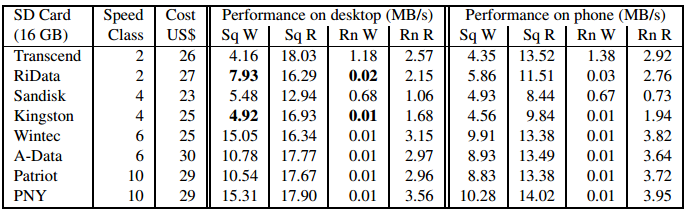 SD Card Speed Cost Performance on desktop (MB/s) Performance on phone (MB/s)
(16 GB) Class US$ Sq W Sq R Rn W Rn R Sq W Sq R Rn W Rn R
Transcend 2 26 4.16 18.03 1.18 2.57 4.35 13.52 1.38 2.92
RiData 2 27 7.93 16.29 0.02 2.15 5.86 11.51 0.03 2.76
Sandisk 4 23 5.48 12.94 0.68 1.06 4.93 8.44 0.67 0.73
Kingston 4 25 4.92 16.93 0.01 1.68 4.56 9.84 0.01 1.94
Wintec 6 25 15.05 16.34 0.01 3.15 9.91 13.38 0.01 3.82
A-Data 6 30 10.78 17.77 0.01 2.97 8.93 13.49 0.01 3.64
Patriot 10 29 10.54 17.67 0.01 2.96 8.83 13.38 0.01 3.72
PNY 10 29 15.31 17.90 0.01 3.56 10.28 14.02 0.01 3.95